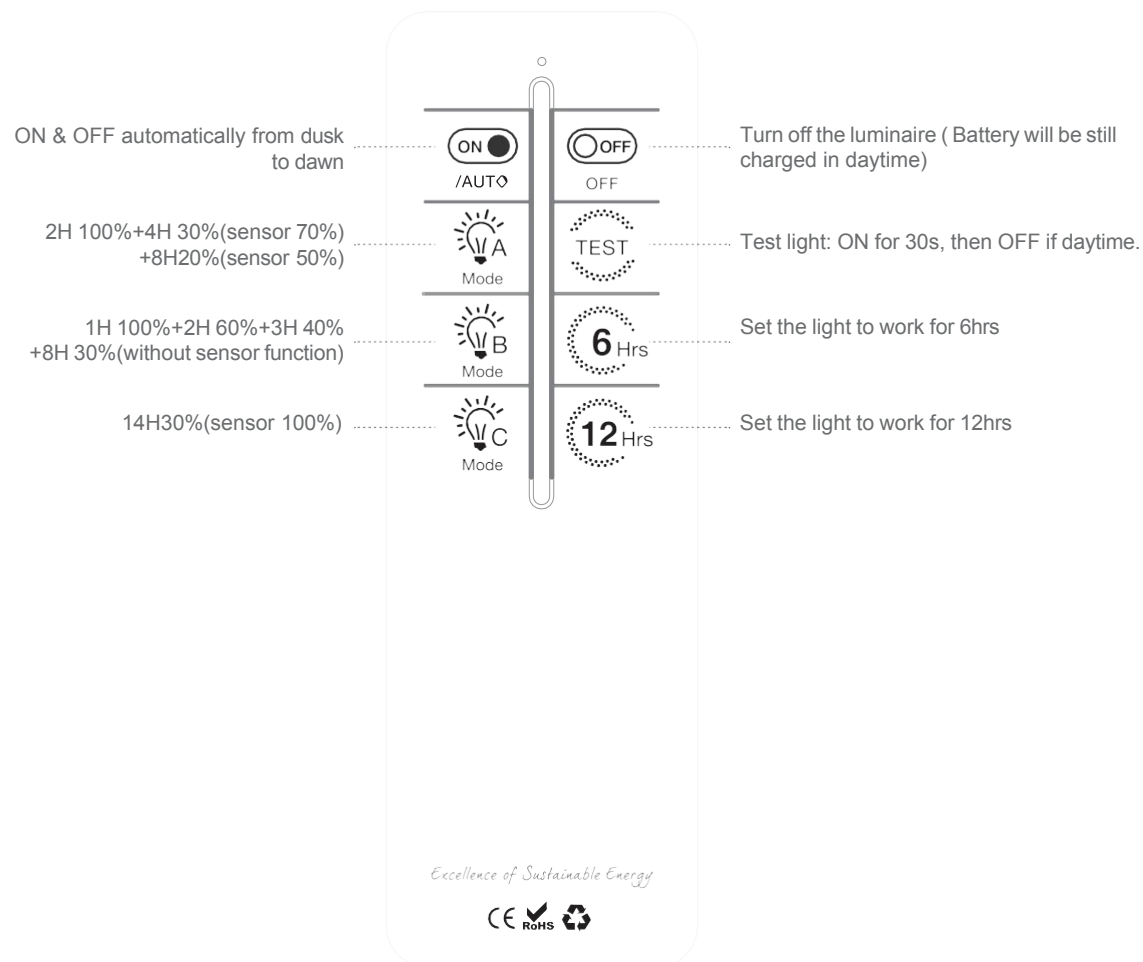 ON & OFF automatically from dusk
to dawn
ON
/AUTO
OFF
OFF
Turn off the luminaire ( Battery will be still
charged in daytime)
2H 100%+4H 30%(sensor 70%)
+8H20%(sensor 50%)
A
Mode
TEST
Test light: ON for 30s, then OFF if daytime.
1H 100%+2H 60%+3H 40%
+8H 30%(without sensor function)
B
Mode
6 Hrs
Set the light to work for 6hrs
14H30%(sensor 100%)
C
Mode
12 Hrs
Set the light to work for 12hrs
Excellence of Sustainable Energy
CE RoHS